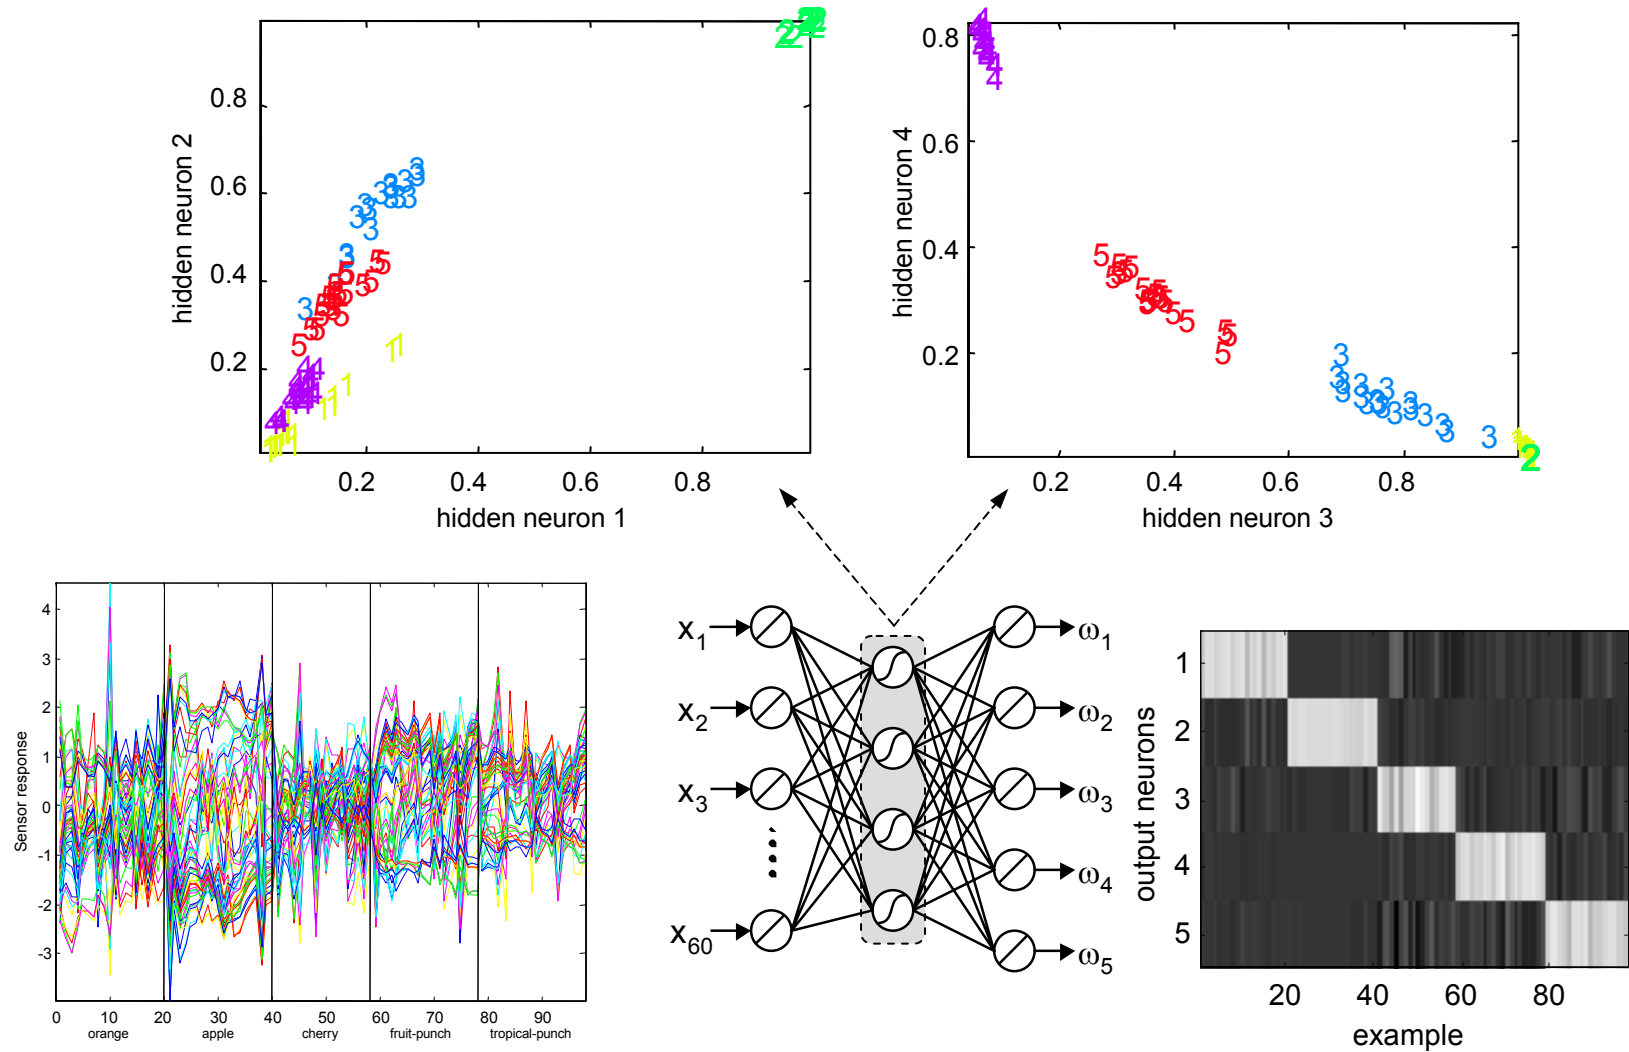 0.8
0.6
0.4
0.2
hidden neuron 2
0.2 0.4 0.6 0.8
hidden neuron 1
0.8
0.6
0.4
0.2
hidden neuron 4
0.2 0.4 0.6 0.8
hidden neuron 3
4
3
2
1
0
-1
-2
-3
Sensor response
0 10 20 30 40 50 60 70 80 90
orange apple cherry fruit-punch tropical-punch
x1
x2
x3
x60
ω1
ω2
ω3
ω4
ω5
1
2
3
4
5
output neurons
20 40 60 80
example